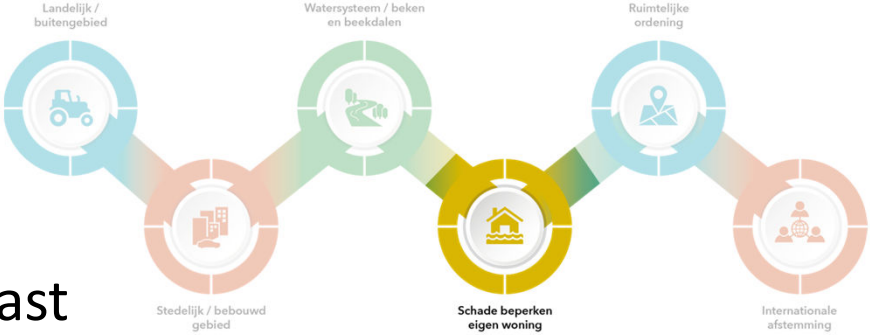 Landelijk /
buitengebied
Watersysteem / beken
en beekdalen
Ruimtelijke
ordening
ast
Stedelijk / bebouwd
gebied
Schade beperken
eigen woning
Internationale
afstemming